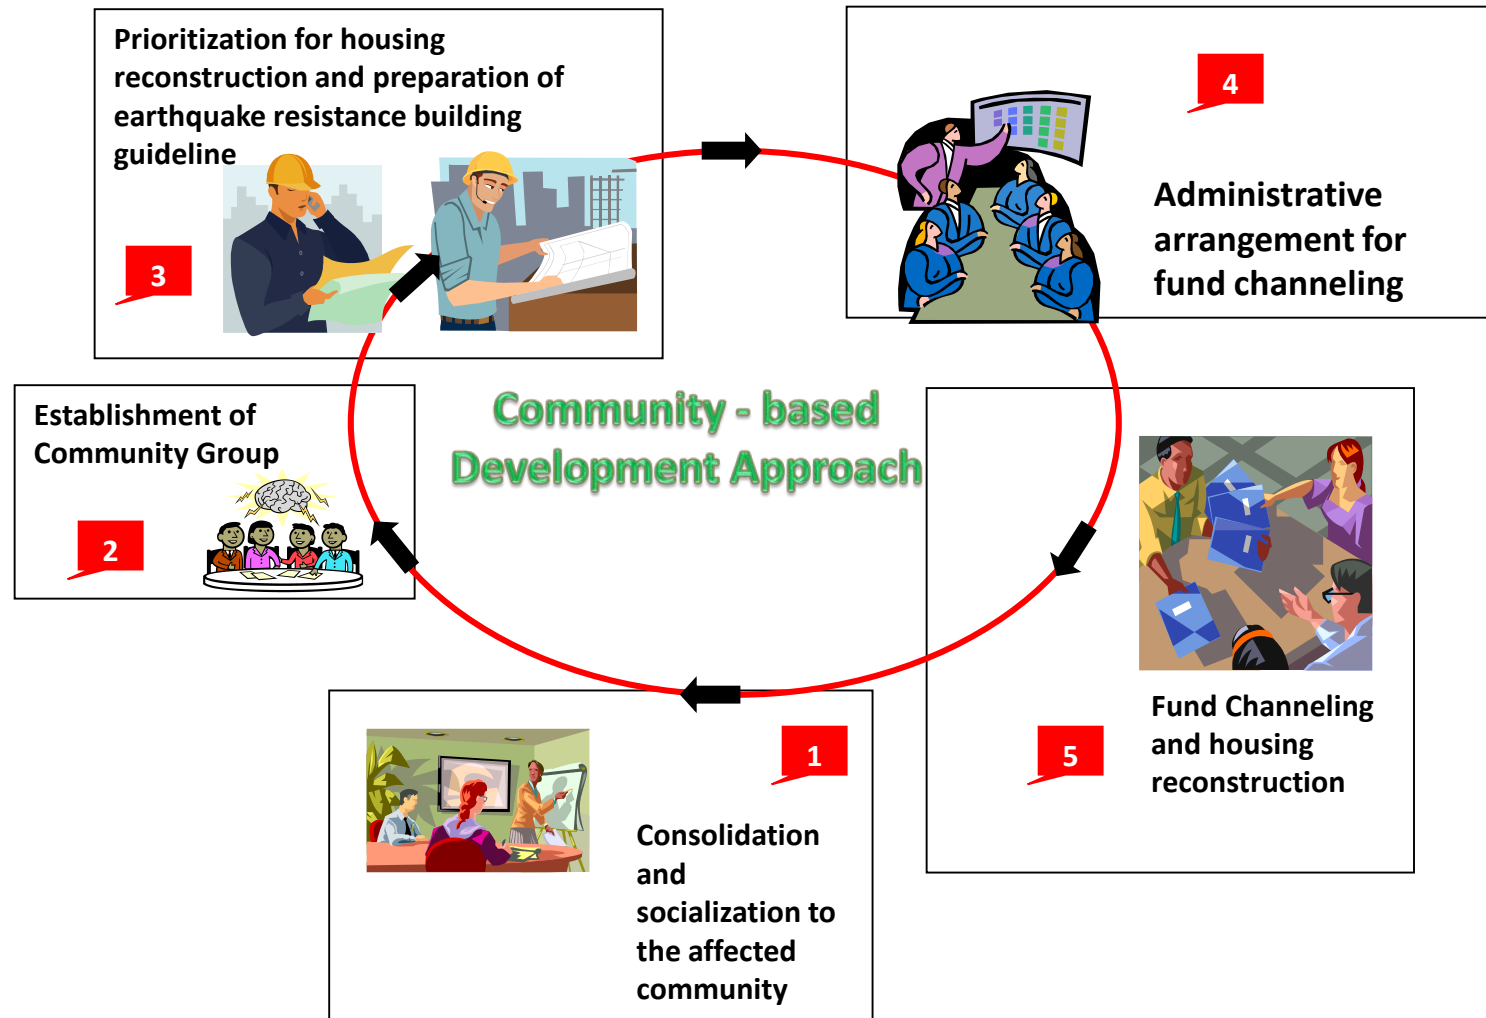 Prioritization for housing
reconstruction and preparation of
earthquake resistance building
guideline
3
4
Administrative
arrangement for
fund channeling
Establishment of
Community Group
2
Community - based
Development Approach
Fund Channeling
and housing
reconstruction
5
1
Consolidation
and
socialization to
the affected
community